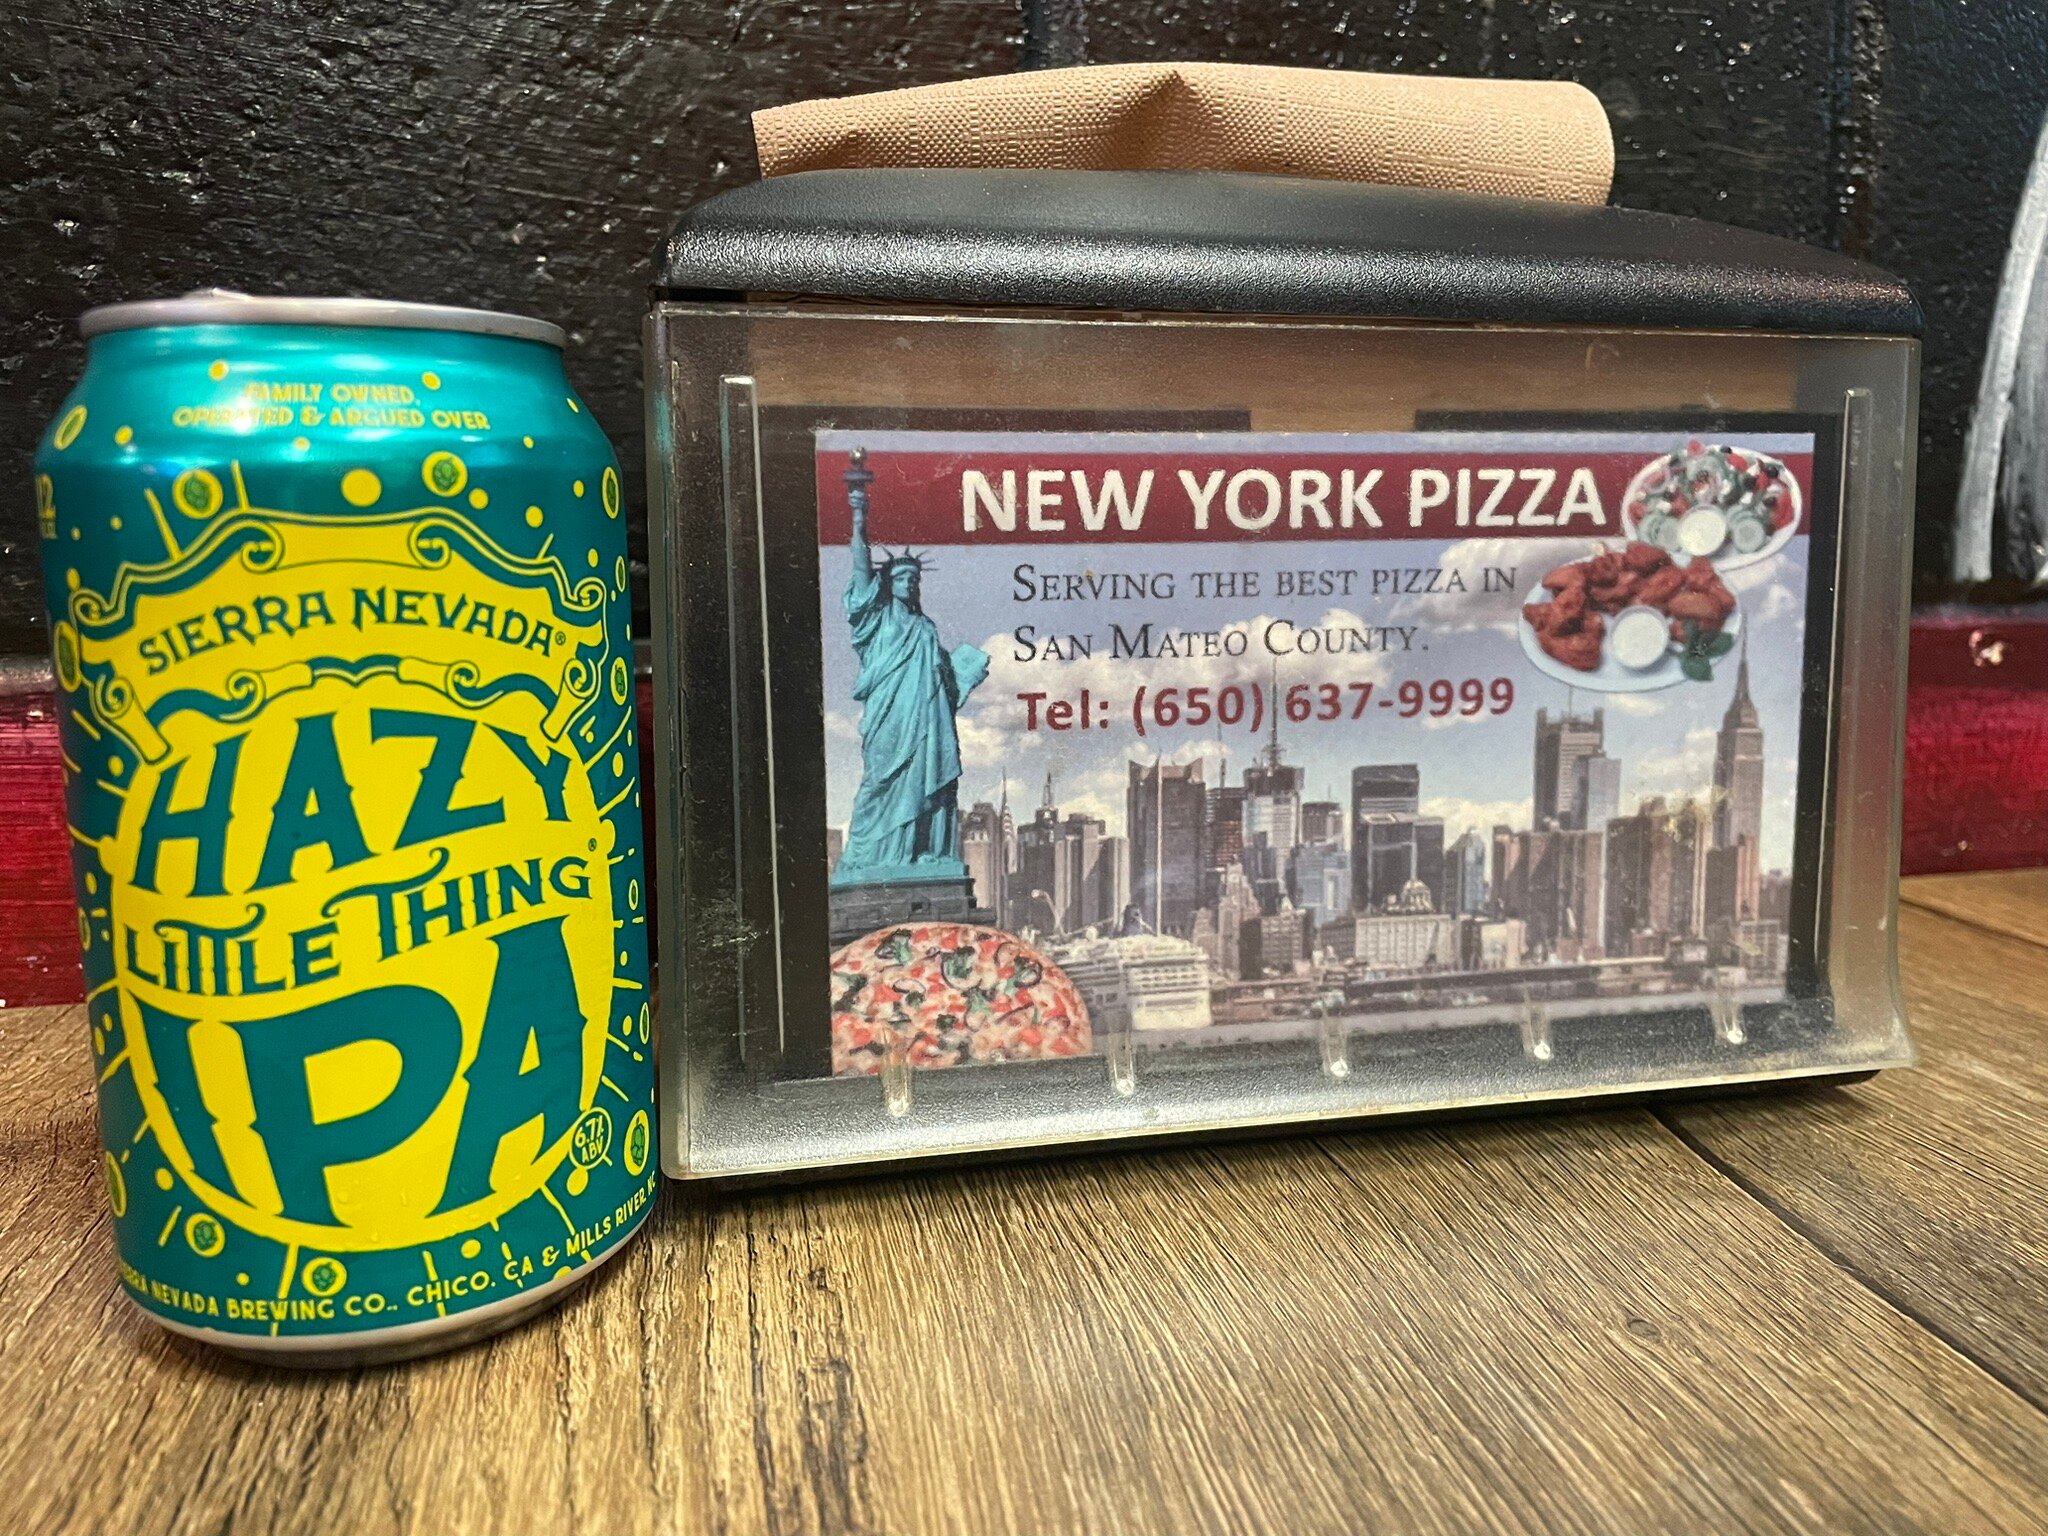 FAMILY OWNED,
OPERATED & ARGUED OVER
12
SIERRA NEVADA®
HAZY
LITTLE THING®
IPA
6.7%
ABV
SIERRA NEVADA BREWING CO., CHICO, CA & MILLS RIVER, NC
NEW YORK PIZZA
SERVING THE BEST PIZZA IN
SAN MATEO COUNTY.
Tel: (650) 637-9999